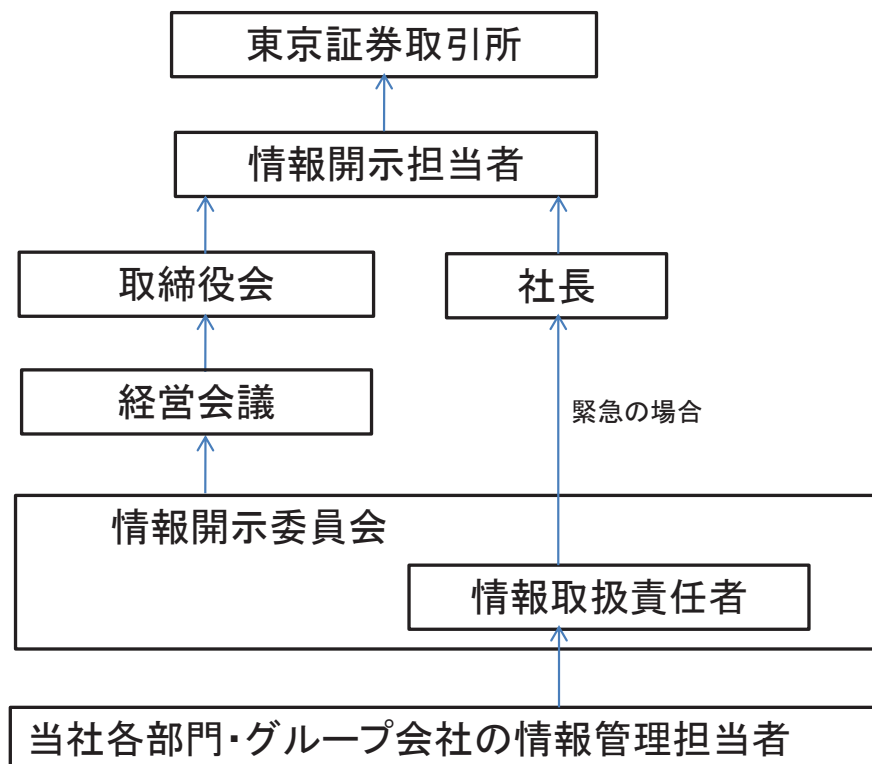 東京証券取引所
情報開示担当者
取締役会
社長
経営会議
緊急の場合
情報開示委員会
情報取扱責任者
当社各部門・グループ会社の情報管理担当者